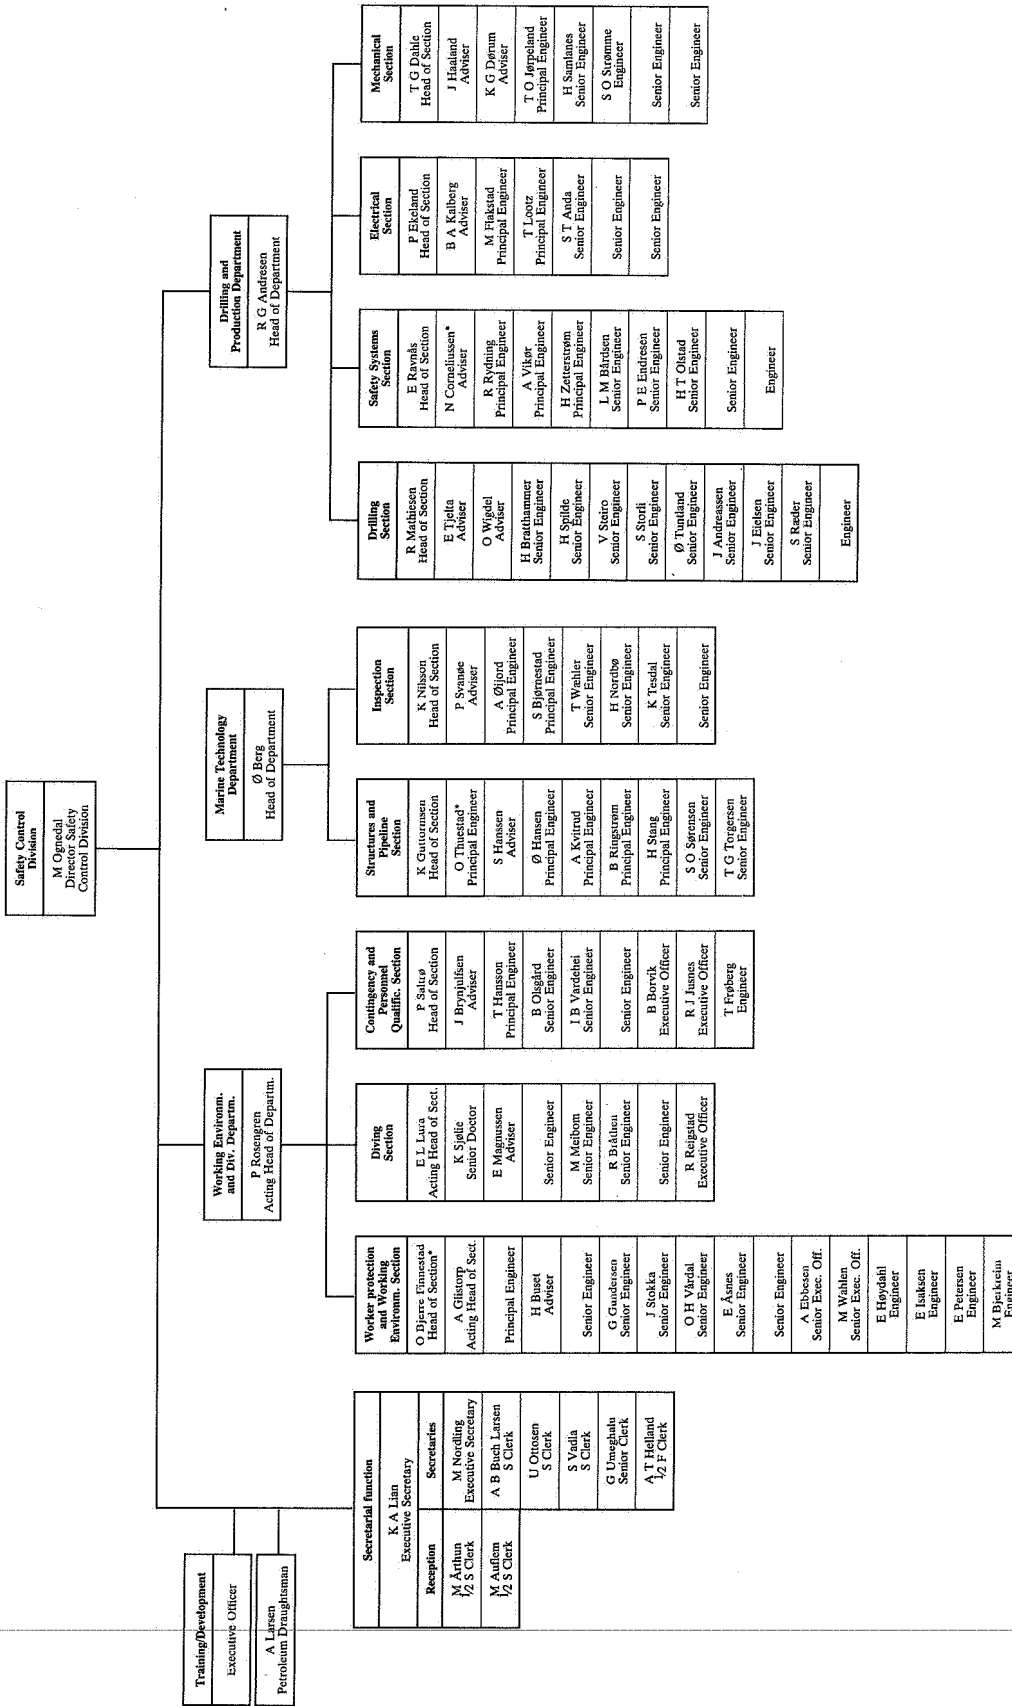 Safety Control
Division
M Ognedal
Director Safety
Control Division
Training/Development
Executive Officer
A Larsen
Petroleum Draughtsman
Secretarial function
K A Lian
Executive Secretary
Reception
M Årthun
1/2 S Clerk
M Auflem
1/2 S Clerk
Secretaries
M Nordling
Executive Secretary
A B Buch Larsen
S Clerk
U Ottosen
S Clerk
S Vadla
S Clerk
G Umeghalu
Senior Clerk
A T Helland
1/2 F Clerk
Working Environm.
and Div. Departm.
P Rosengren
Acting Head of Departm.
Worker protection
and Working
Environm. Section
O Bjerre Finnestad
Head of Section*
A Glistorp
Acting Head of Sect.
Principal Engineer
H Buset
Adviser
Senior Engineer
G Gundersen
Senior Engineer
J Stokka
Senior Engineer
O H Vårdal
Senior Engineer
E Åsnes
Senior Engineer
Senior Engineer
A Ebbesen
Senior Exec. Off.
M Wahlen
Senior Exec. Off.
E Høydahl
Engineer
E Isaksen
Engineer
E Petersen
Engineer
M Bjerkreim
Engineer
Diving
Section
E L Lura
Acting Head of Sect.
K Sjølie
Senior Doctor
E Magnussen
Adviser
Senior Engineer
M Meibom
Senior Engineer
R Bråthen
Senior Engineer
Senior Engineer
R Reigstad
Executive Officer
Contingency and
Personnel
Qualific. Section
P Saltrø
Head of Section
J Brynjulfsen
Adviser
T Hansson
Principal Engineer
B Olsgård
Senior Engineer
I B Vardehei
Senior Engineer
Senior Engineer
B Borvik
Executive Officer
R J Jusnes
Executive Officer
T Frøberg
Engineer
Marine Technology
Department
Ø Berg
Head of Department
Structures and
Pipeline
Section
K Guttormsen
Head of Section
O Thuestad*
Principal Engineer
S Hanssen
Adviser
Ø Hansen
Principal Engineer
A Kvitrud
Principal Engineer
B Ringstrøm
Principal Engineer
H Stang
Principal Engineer
S O Sørensen
Senior Engineer
T G Torgersen
Senior Engineer
Inspection
Section
K Nilsson
Head of Section
P Svanøe
Adviser
A Øijord
Principal Engineer
S Bjørnestad
Principal Engineer
T Wæhler
Senior Engineer
H Nordbø
Senior Engineer
K Tesdal
Senior Engineer
Senior Engineer
Drilling and
Production Department
R G Andresen
Head of Department
Drilling
Section
R Mathiesen
Head of Section
E Tjelta
Adviser
O Wigdel
Adviser
H Bratthammer
Senior Engineer
H Spilde
Senior Engineer
V Steiro
Senior Engineer
S Storli
Senior Engineer
Ø Tuntland
Senior Engineer
J Andreassen
Senior Engineer
J Eielsen
Senior Engineer
S Ræder
Senior Engineer
Engineer
Safety Systems
Section
E Ravnås
Head of Section
N Corneliussen*
Adviser
R Rydning
Principal Engineer
A Vikør
Principal Engineer
H Zetterstrøm
Principal Engineer
L M Bårdsen
Senior Engineer
P E Endresen
Senior Engineer
H T Olstad
Senior Engineer
Senior Engineer
Engineer
Electrical
Section
P Ekeland
Head of Section
B A Kalberg
Adviser
M Flakstad
Principal Engineer
T Lootz
Principal Engineer
S T Anda
Senior Engineer
Senior Engineer
Senior Engineer
Mechanical
Section
T G Dahle
Head of Section
J Haaland
Adviser
K G Dørum
Adviser
T O Jørpeland
Principal Engineer
H Samlanes
Senior Engineer
S O Strømme
Engineer
Senior Engineer
Senior Engineer